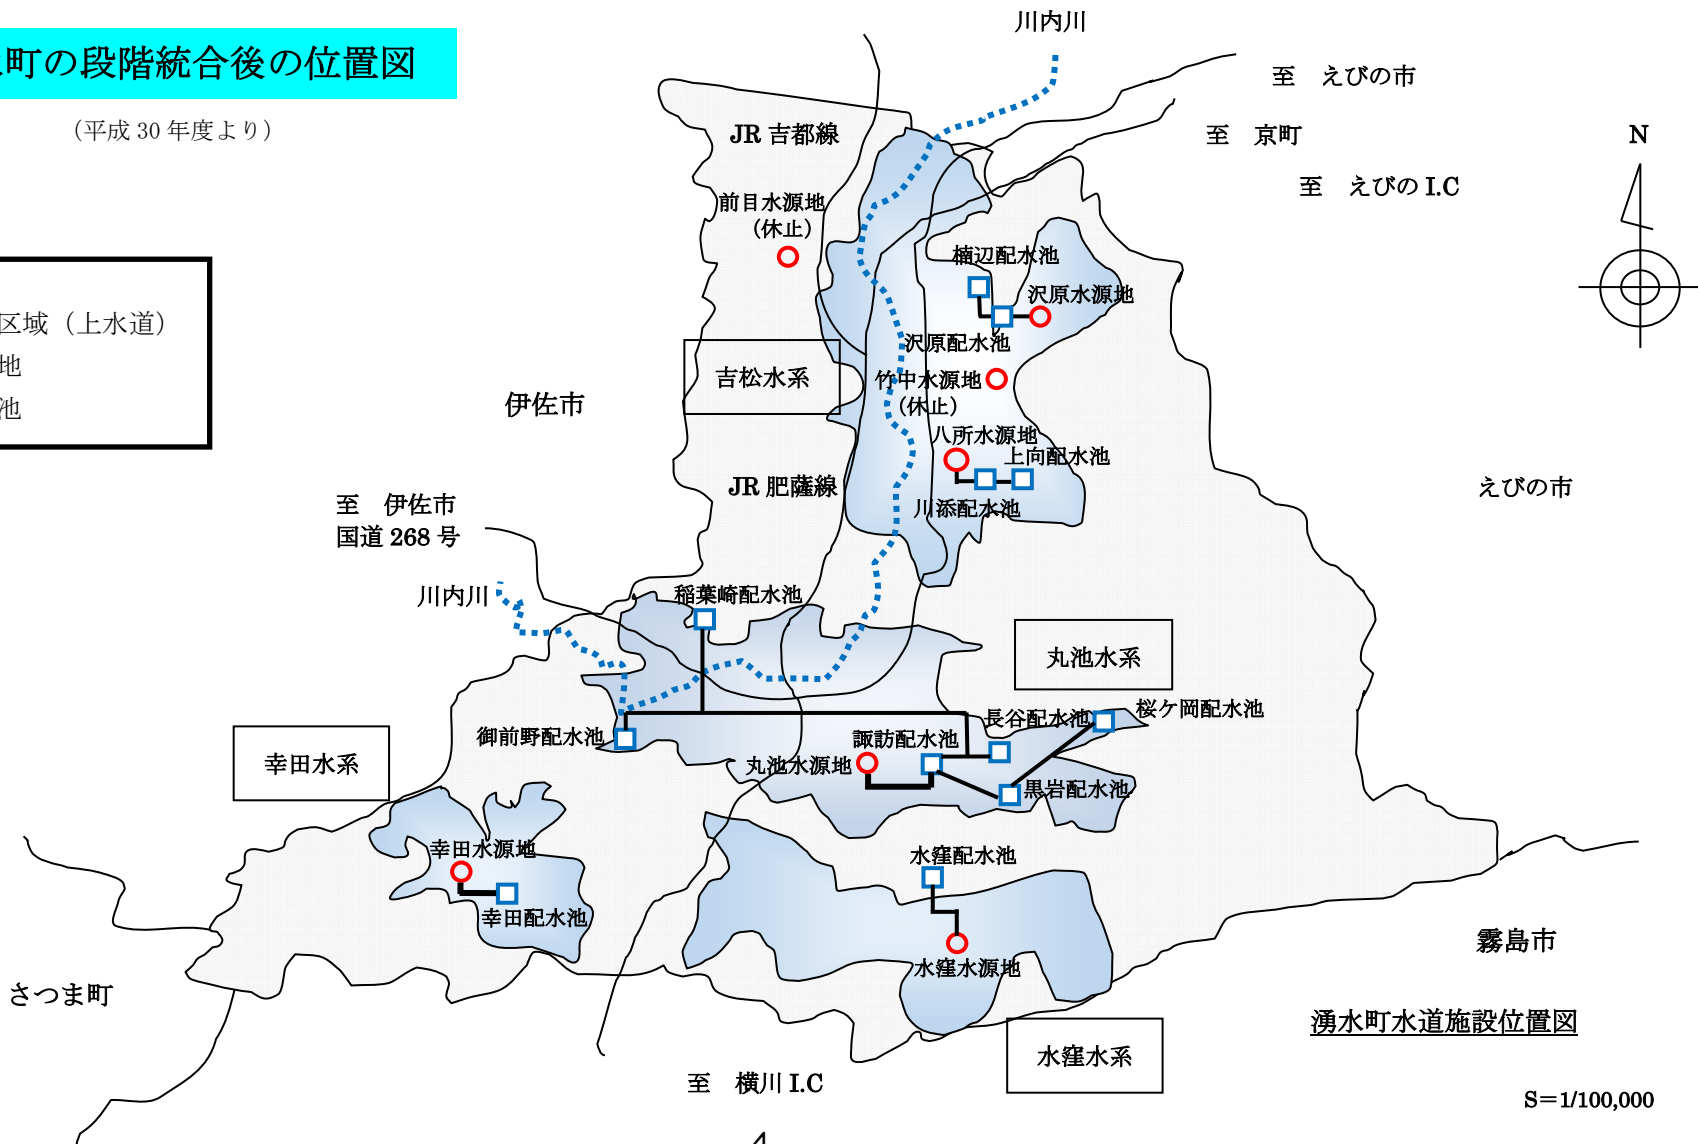 町の段階統合後の位置図
（平成 30 年度より）
区域（上水道）
地
池
川内川
至　えびの市
至　京町
至　えびの I.C
N
JR 吉都線
前目水源地
（休止）
楠辺配水池
沢原水源地
沢原配水池
吉松水系
竹中水源地
（休止）
伊佐市
八所水源地
上向配水池
JR 肥薩線
川添配水池
えびの市
至　伊佐市
国道 268 号
川内川
稲葉崎配水池
丸池水系
御前野配水池
長谷配水池
桜ケ岡配水池
諏訪配水池
丸池水源地
黒岩配水池
幸田水系
幸田水源地
幸田配水池
水窪配水池
水窪水源地
霧島市
さつま町
湧水町水道施設位置図
水窪水系
至　横川 I.C
S＝1/100,000